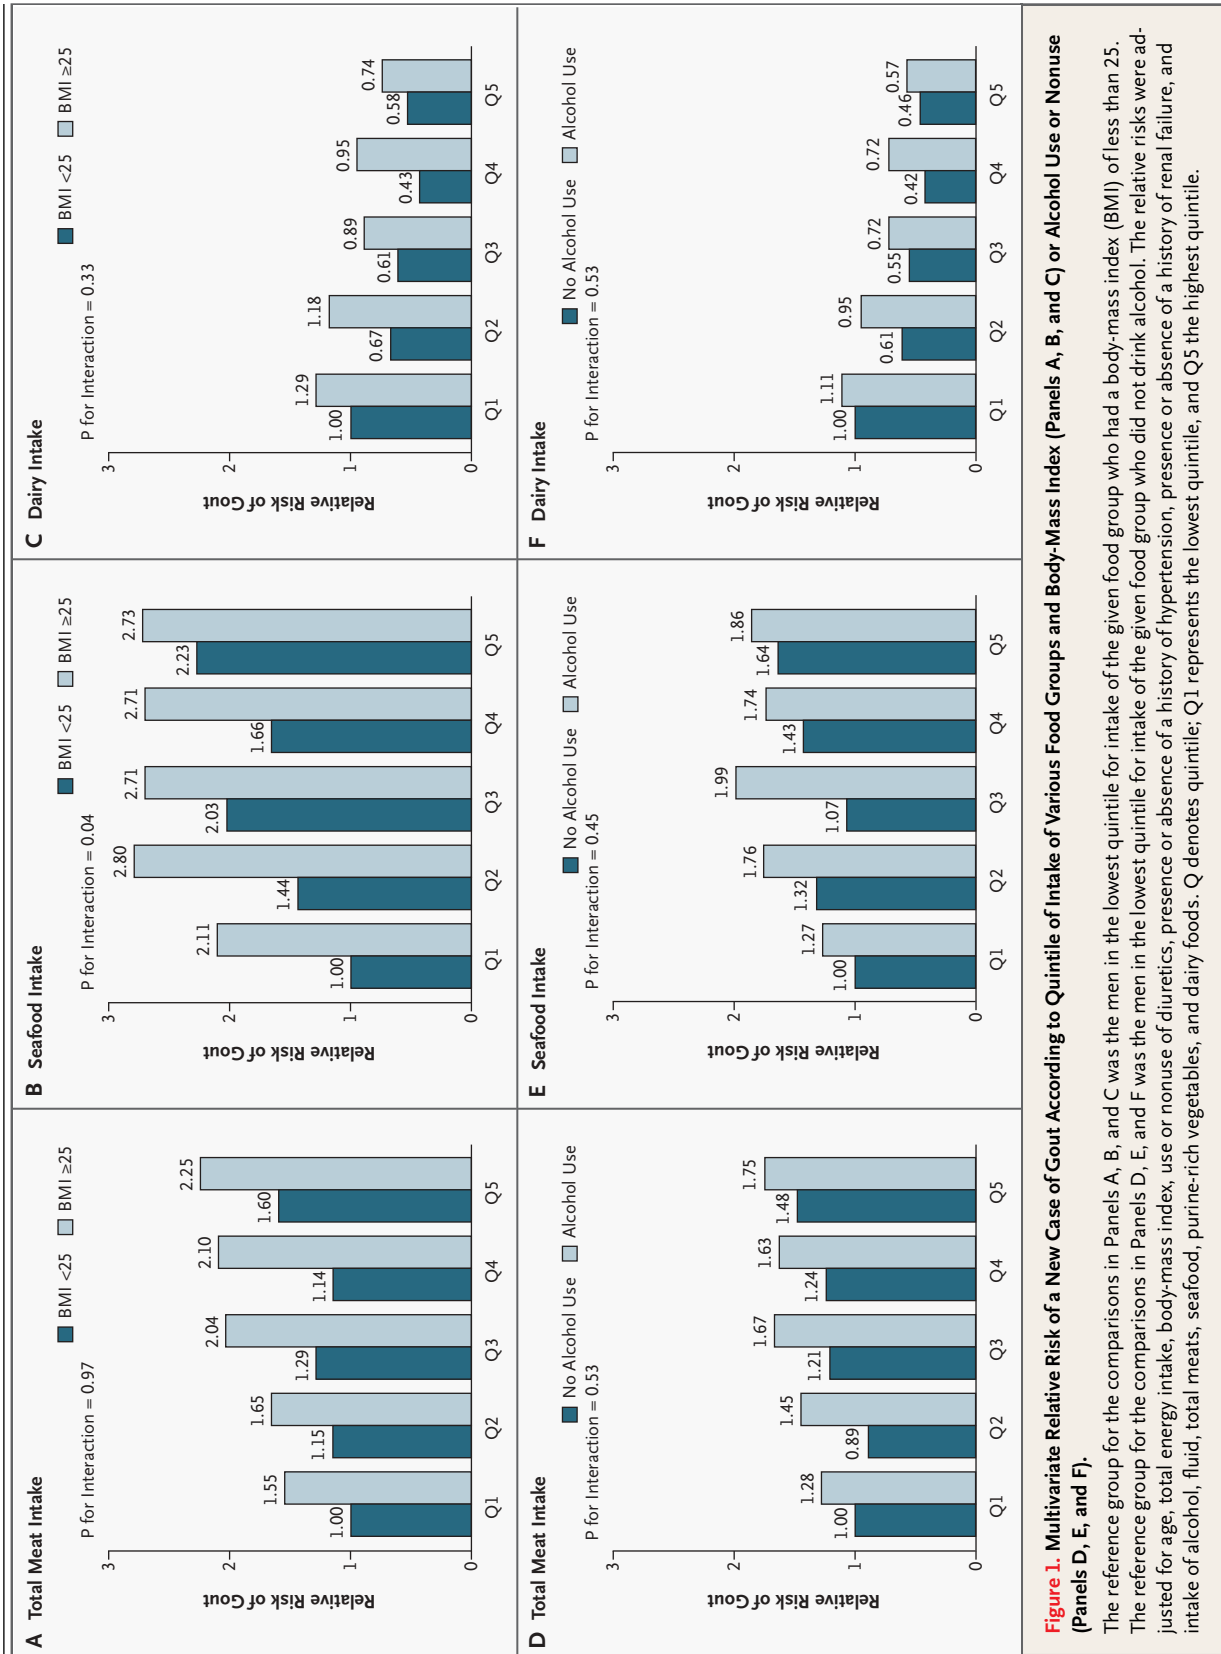 A Total Meat Intake
BMI <25 BMI ≥25
P for Interaction = 0.97
Relative Risk of Gout
3
2
1
0
1.00
1.55
1.15
1.65
1.29
2.04
1.14
2.10
1.60
2.25
Q1 Q2 Q3 Q4 Q5
B Seafood Intake
BMI <25 BMI ≥25
P for Interaction = 0.04
Relative Risk of Gout
3
2
1
0
1.00
2.11
1.44
2.80
2.03
2.71
1.66
2.71
2.23
2.73
Q1 Q2 Q3 Q4 Q5
C Dairy Intake
BMI <25 BMI ≥25
P for Interaction = 0.33
Relative Risk of Gout
3
2
1
0
1.00
1.29
0.67
1.18
0.61
0.89
0.43
0.95
0.58
0.74
Q1 Q2 Q3 Q4 Q5
D Total Meat Intake
No Alcohol Use Alcohol Use
P for Interaction = 0.53
Relative Risk of Gout
3
2
1
0
1.00
1.28
0.89
1.45
1.21
1.67
1.24
1.63
1.48
1.75
Q1 Q2 Q3 Q4 Q5
E Seafood Intake
No Alcohol Use Alcohol Use
P for Interaction = 0.45
Relative Risk of Gout
3
2
1
0
1.00
1.27
1.32
1.76
1.07
1.99
1.43
1.74
1.64
1.86
Q1 Q2 Q3 Q4 Q5
F Dairy Intake
No Alcohol Use Alcohol Use
P for Interaction = 0.53
Relative Risk of Gout
3
2
1
0
1.00
1.11
0.61
0.95
0.55
0.72
0.42
0.72
0.46
0.57
Q1 Q2 Q3 Q4 Q5
Figure 1. Multivariate Relative Risk of a New Case of Gout According to Quintile of Intake of Various Food Groups and Body-Mass Index (Panels A, B, and C) or Alcohol Use or Nonuse
(Panels D, E, and F).
The reference group for the comparisons in Panels A, B, and C was the men in the lowest quintile for intake of the given food group who had a body-mass index (BMI) of less than 25.
The reference group for the comparisons in Panels D, E, and F was the men in the lowest quintile for intake of the given food group who did not drink alcohol. The relative risks were ad-
justed for age, total energy intake, body-mass index, use or nonuse of diuretics, presence or absence of a history of hypertension, presence or absence of a history of renal failure, and
intake of alcohol, fluid, total meats, seafood, purine-rich vegetables, and dairy foods. Q denotes quintile; Q1 represents the lowest quintile, and Q5 the highest quintile.